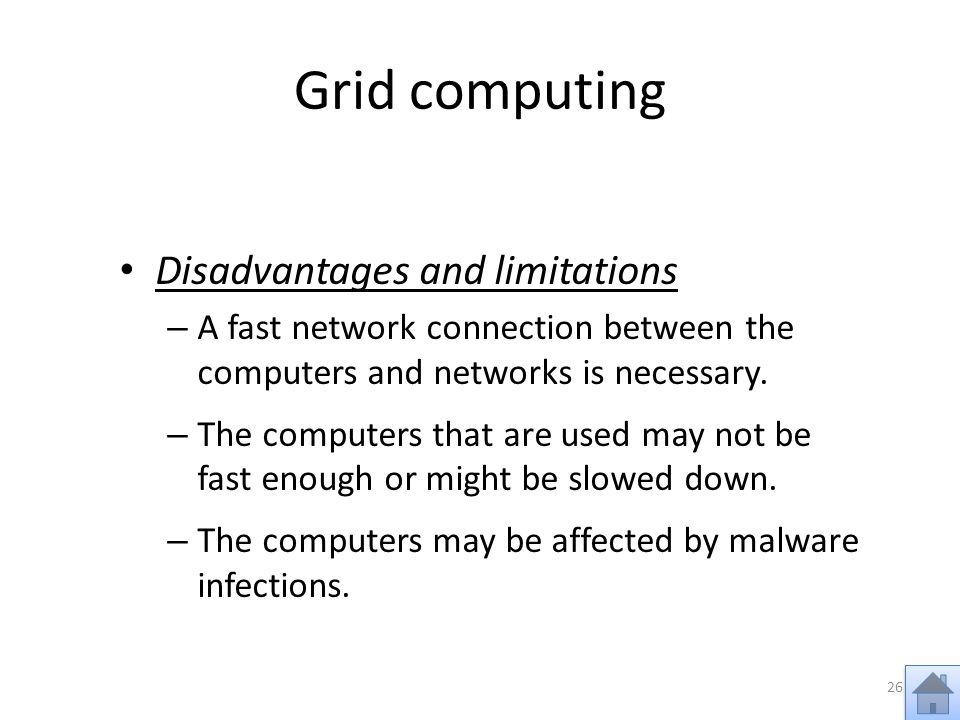 Grid computing
• Disadvantages and limitations
– A fast network connection between the
computers and networks is necessary.
– The computers that are used may not be
fast enough or might be slowed down.
– The computers may be affected by malware
infections.
26